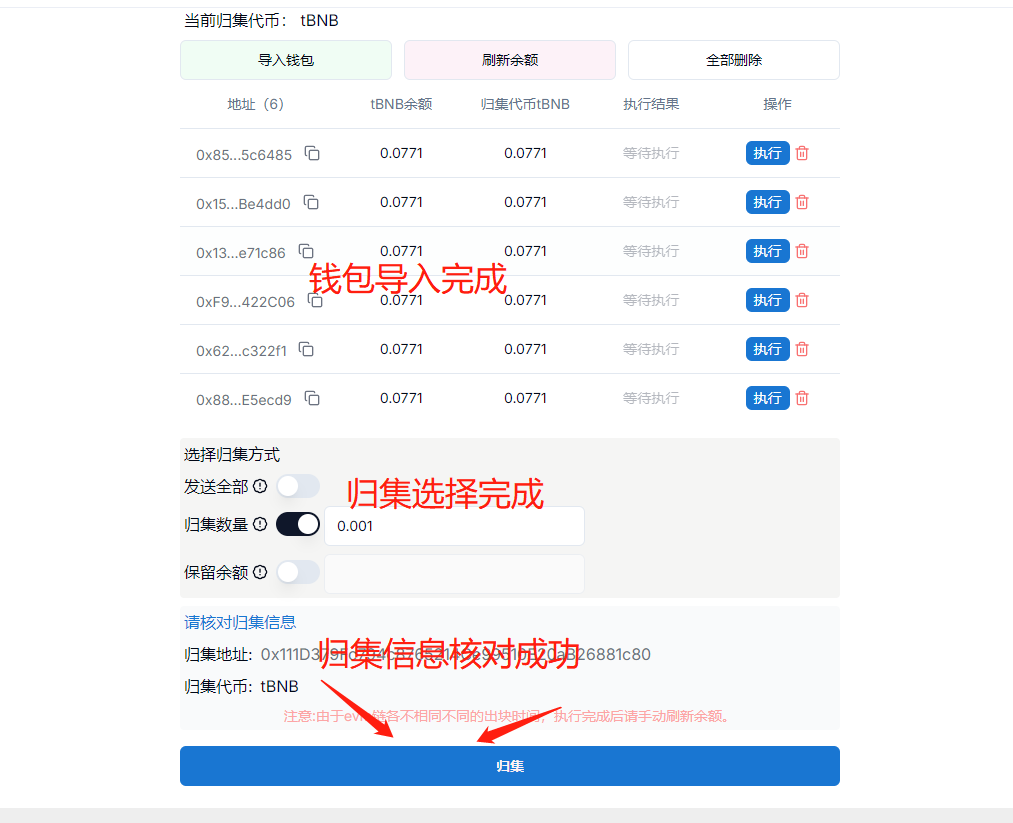 当前归集代币： tBNB
导入钱包 刷新余额 全部删除
地址（6） tBNB余额 归集代币tBNB 执行结果 操作
0x85...5c6485 0.0771 0.0771 等待执行 执行
0x15...Be4dd0 0.0771 0.0771 等待执行 执行
0x13...e71c86 0.0771 0.0771 等待执行 执行
钱包导入完成
0xF9...422C06 0.0771 0.0771 等待执行 执行
0x62...c322f1 0.0771 0.0771 等待执行 执行
0x88...E5ecd9 0.0771 0.0771 等待执行 执行
选择归集方式
发送全部
归集选择完成
归集数量 0.001
保留余额
请核对归集信息
归集信息核对成功
归集地址:
归集代币: tBNB
注意:由于ev 链各不相同不同的出块时间，执行完成后请手动刷新余额。
归集